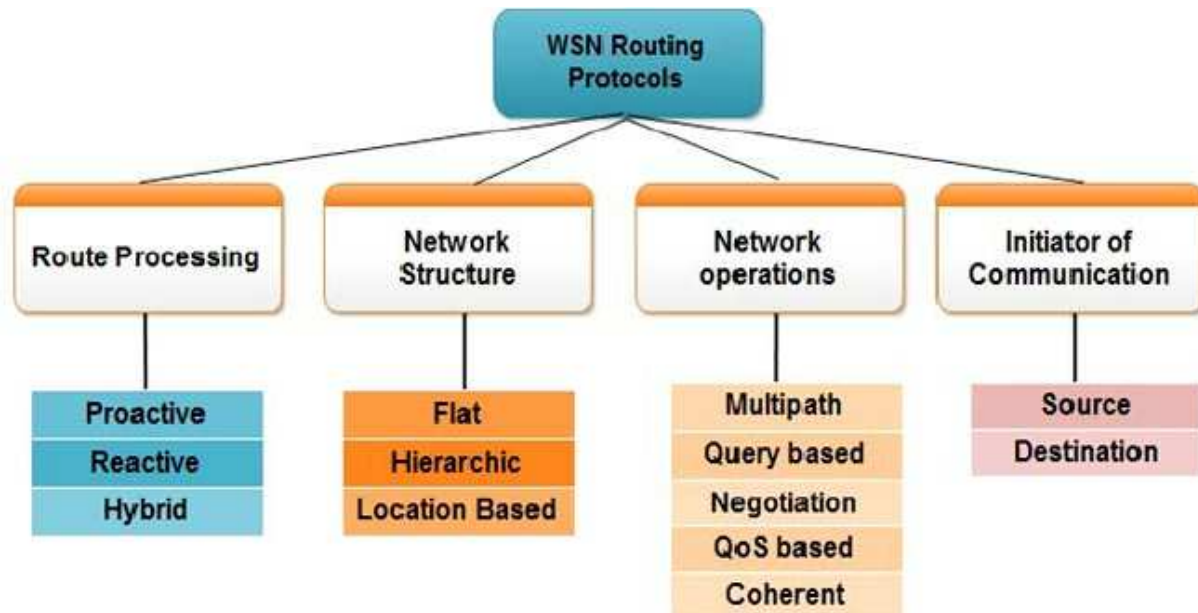 WSN Routing
Protocols
Route Processing
Network
Structure
Network
operations
Initiator of
Communication
Proactive
Reactive
Hybrid
Flat
Hierarchic
Location Based
Multipath
Query based
Negotiation
QoS based
Coherent
Source
Destination